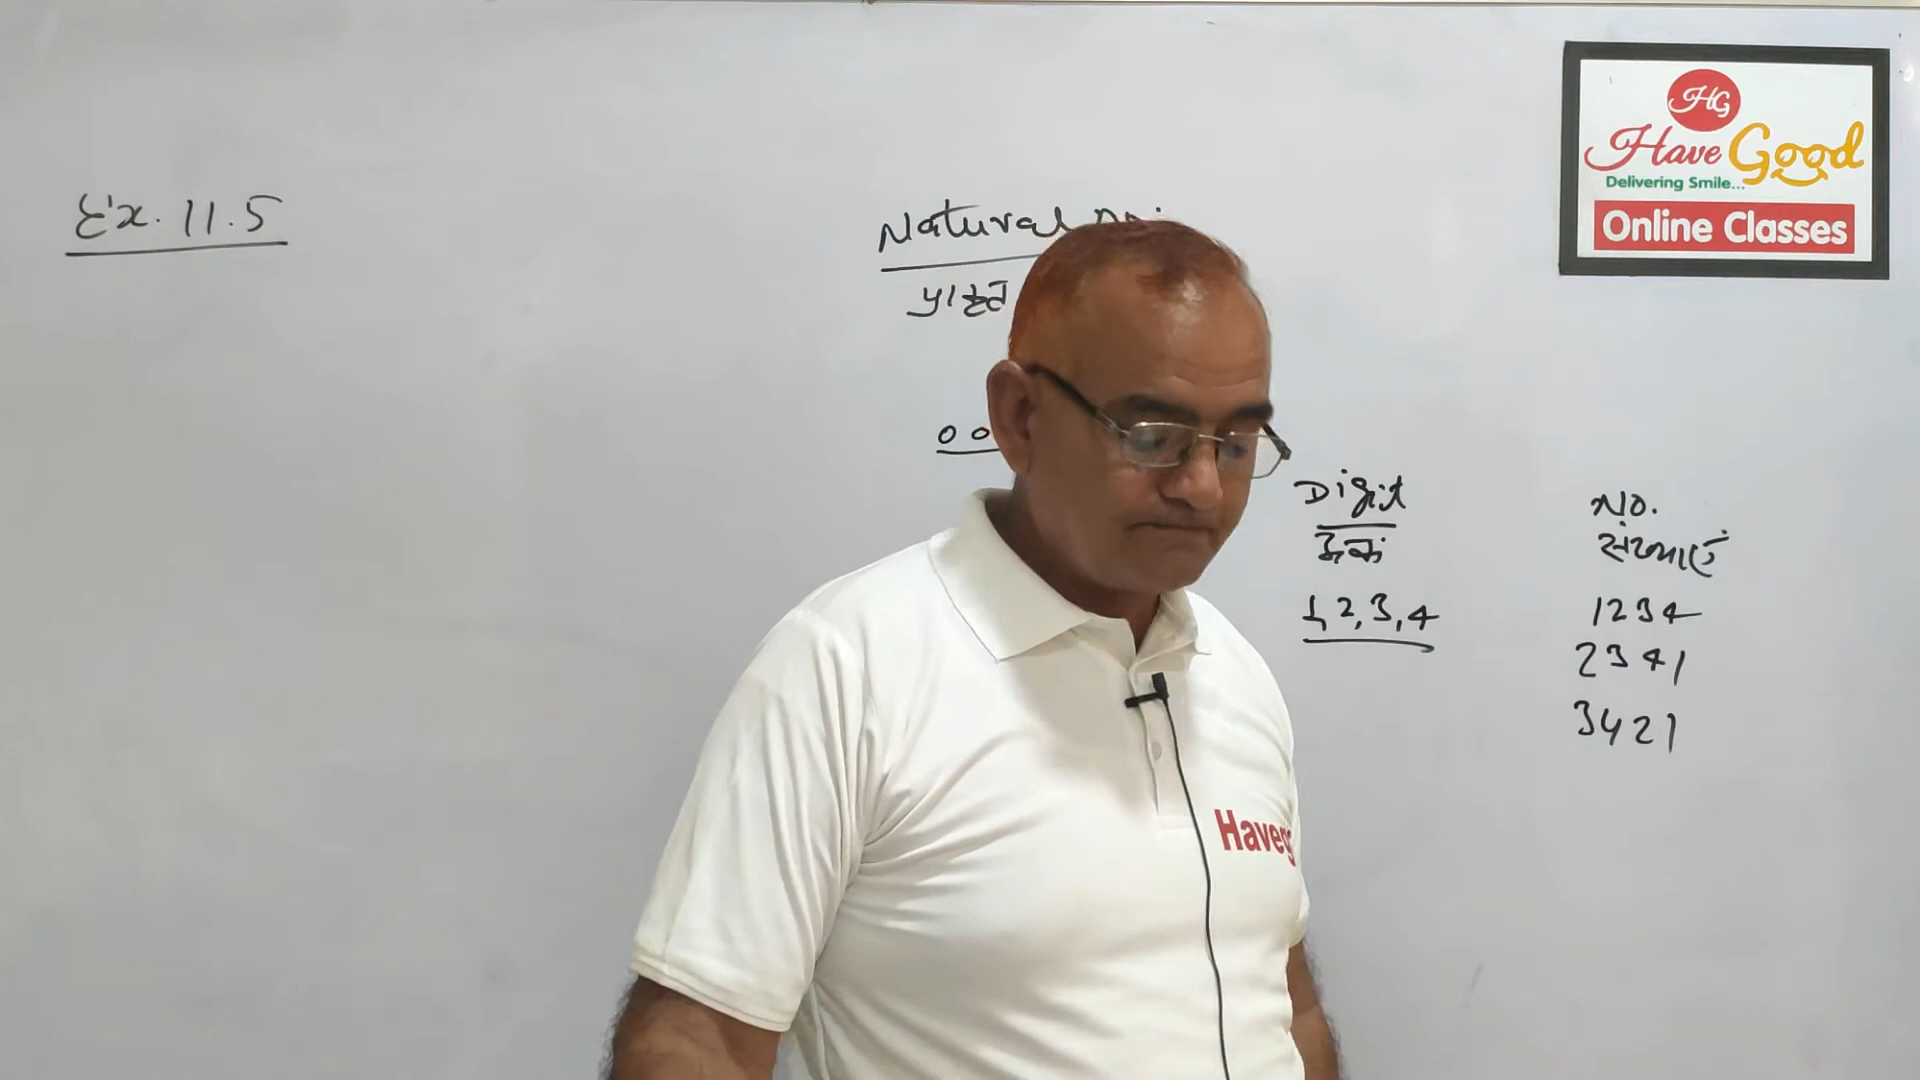 HG
Have Good
Delivering Smile...
Online Classes
Ex. 11.5
Natural
00
Digit
अंक
1, 2, 3, 4
No.
संख्याएँ
1234
2341
3421
Haveg